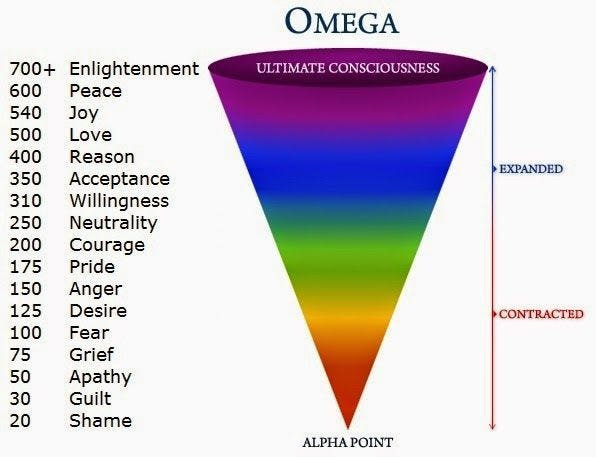 OMEGA
ULTIMATE CONSCIOUSNESS
700+ Enlightenment
600 Peace
540 Joy
500 Love
400 Reason
350 Acceptance
310 Willingness
250 Neutrality
200 Courage
175 Pride
150 Anger
125 Desire
100 Fear
75 Grief
50 Apathy
30 Guilt
20 Shame
EXPANDED
CONTRACTED
ALPHA POINT